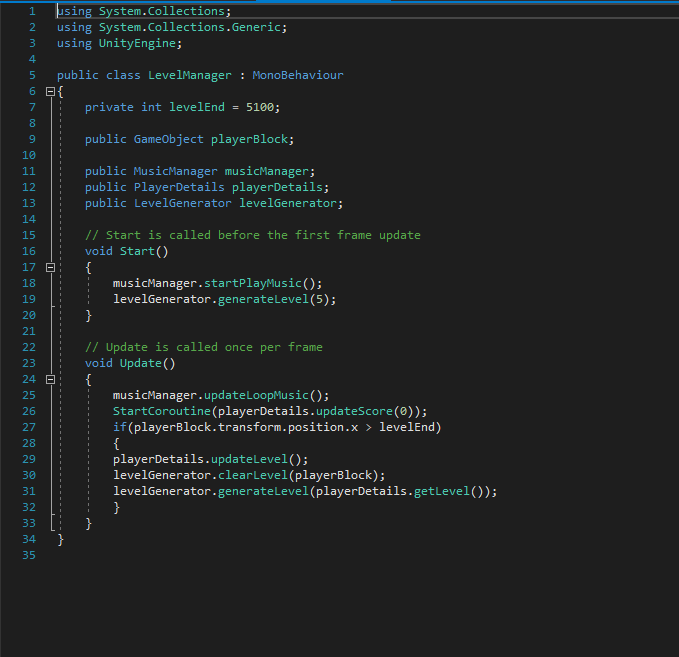 1 using System.Collections;
2 using System.Collections.Generic;
3 using UnityEngine;
4
5 public class LevelManager : MonoBehaviour
6 {
7 private int levelEnd = 5100;
8
9 public GameObject playerBlock;
10
11 public MusicManager musicManager;
12 public PlayerDetails playerDetails;
13 public LevelGenerator levelGenerator;
14
15 // Start is called before the first frame update
16 void Start()
17 {
18 musicManager.startPlayMusic();
19 levelGenerator.generateLevel(5);
20 }
21
22 // Update is called once per frame
23 void Update()
24 {
25 musicManager.updateLoopMusic();
26 StartCoroutine(playerDetails.updateScore(0));
27 if(playerBlock.transform.position.x > levelEnd)
28 {
29 playerDetails.updateLevel();
30 levelGenerator.clearLevel(playerBlock);
31 levelGenerator.generateLevel(playerDetails.getLevel());
32 }
33 }
34 }
35